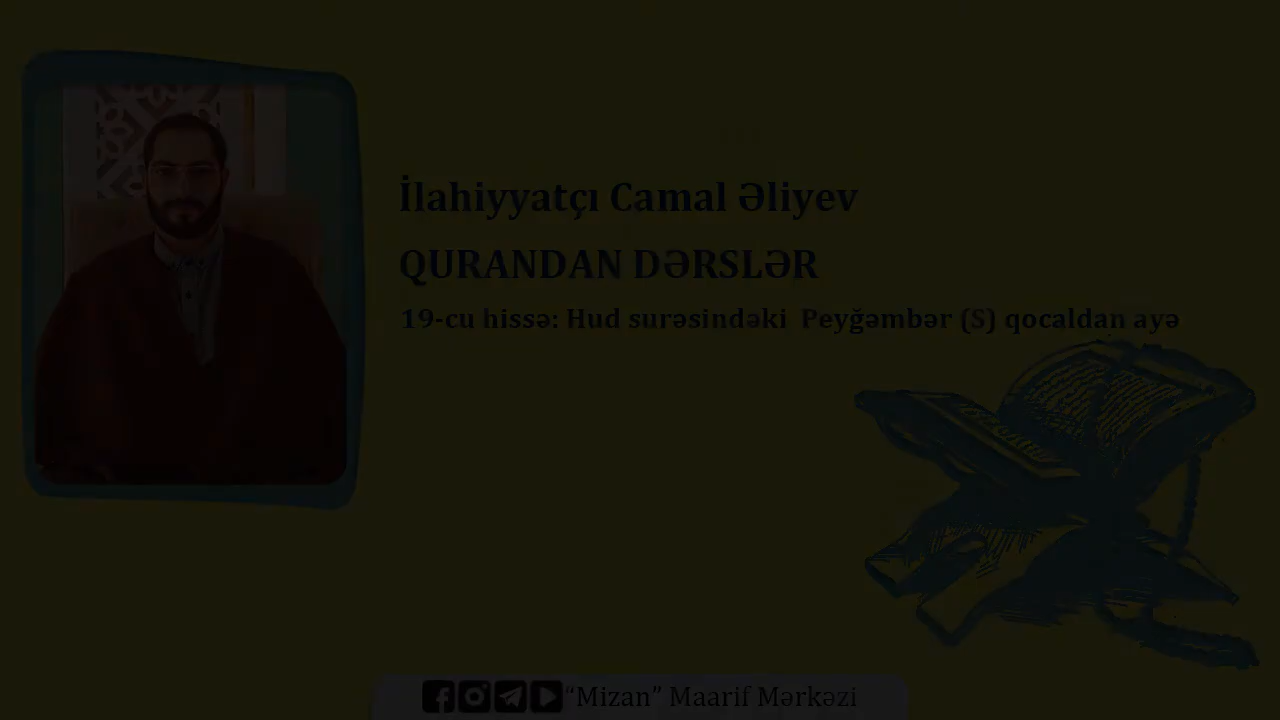 İlahiyyatçı Camal Əliyev
QURANDAN DƏRSLƏR
19-cu hissə: Hud surəsindəki Peyğəmbər (S) qocaldan ayə
“Mizan” Maarif Mərkəzi